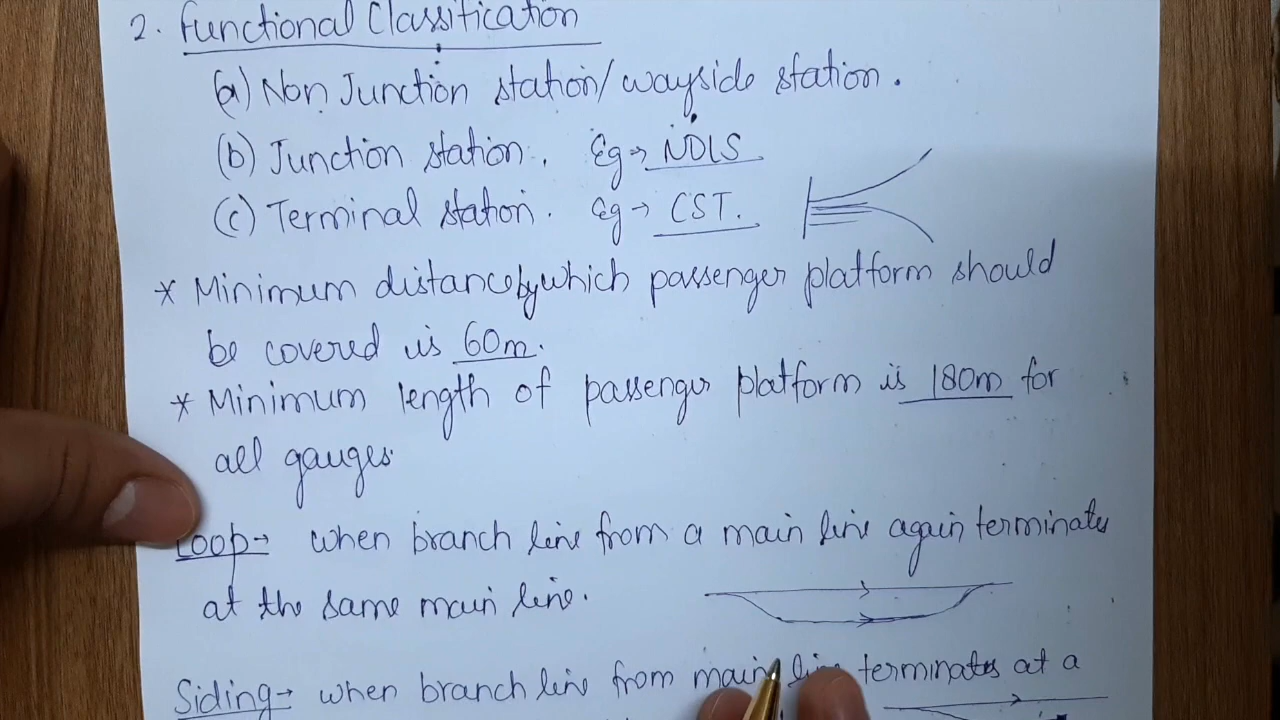 2. Functional Classification
(a) Non Junction station/wayside station.
(b) Junction station. Eg→ NDLS
(c) Terminal station. Eg→ CST.
* Minimum distance by which passenger platform should
be covered is 60m.
* Minimum length of passenger platform is 180m for
all gauges.
Loop→ when branch line from a main line again terminates
at the same main line.
Siding→ when branch line from main line terminates at a